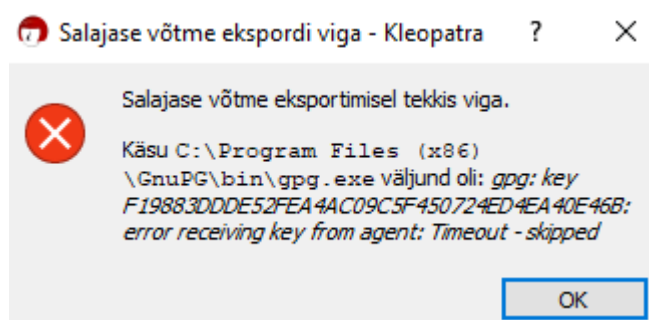 Salajase võtme ekspordi viga - Kleopatra
Salajase võtme eksportimisel tekkis viga.
Käsu C:\Program Files (x86)
\GnuPG\bin\gpg.exe väljund oli: gpg: key
F19883DDDE52FEA4AC09C5F450724ED4EA40E46B:
error receiving key from agent: Timeout - skipped
OK